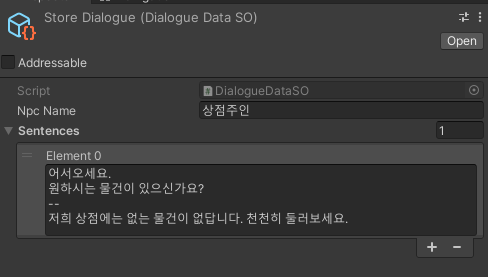 Store Dialogue (Dialogue Data SO)
Open
Addressable
Script
DialogueDataSO
Npc Name
상점주인
Sentences
1
Element 0
어서오세요.
원하시는 물건이 있으신가요?
--
저희 상점에는 없는 물건이 없답니다. 천천히 둘러보세요.